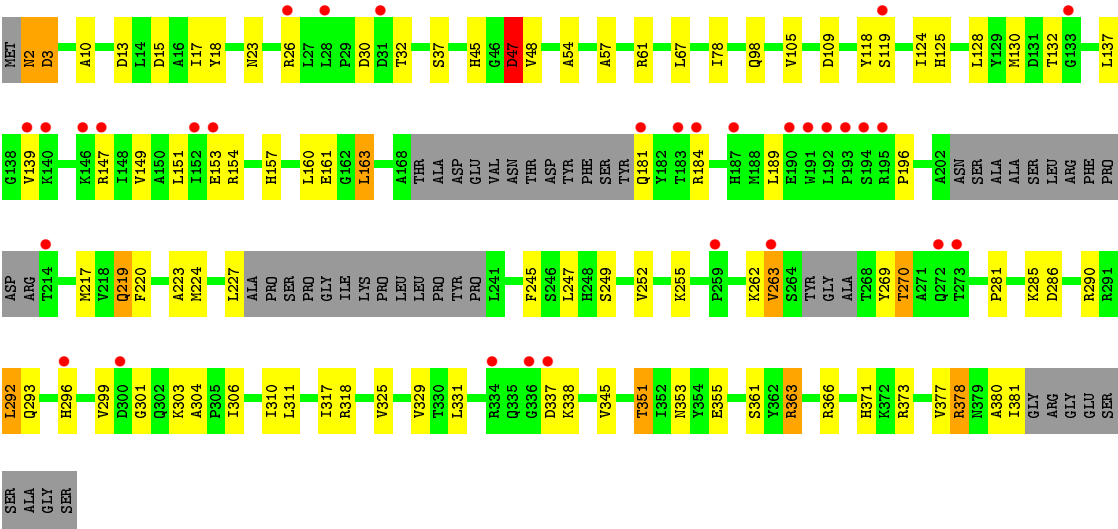 MET N2 D3 A10 D13 L14 D15 A16 I17 Y18 N23 R26 L27 L28 P29 D30 D31 T32 S37 H45 G46 D47 V48 A54 A57 R61 L67 I78 Q98 V105 D109 Y118 S119 I124 H125 L128 Y129 M130 D131 T132 G133 L137
G138 V139 K140 K146 R147 I148 V149 A150 L151 I152 E153 R154 H157 L160 E161 G162 L163 A168 THR ALA ASP GLU VAL ASN THR ASP TYR PHE SER TYR Q181 Y182 T183 R184 H187 M188 L189 E190 W191 L192 P193 S194 R195 P196 A202 ASN SER ALA ALA SER LEU ARG PHE PRO
ASP ARG T214 M217 V218 Q219 F220 A223 M224 L227 ALA PRO SER PRO GLY ILE LYS PRO LEU LEU PRO TYR PRO L241 F245 S246 L247 H248 S249 V252 K255 P259 K262 V263 S264 TYR GLY ALA T268 Y269 T270 A271 Q272 T273 P281 K285 D286 R290 R291
L292 Q293 H296 V299 D300 G301 Q302 K303 A304 P305 I306 I310 L311 I317 R318 V325 V329 T330 L331 R334 Q335 G336 D337 K338 V345 T351 I352 N353 Y354 E355 S361 Y362 R363 R366 H371 K372 R373 V377 R378 N379 A380 I381 GLY ARG GLY GLU SER
SER ALA GLY SER